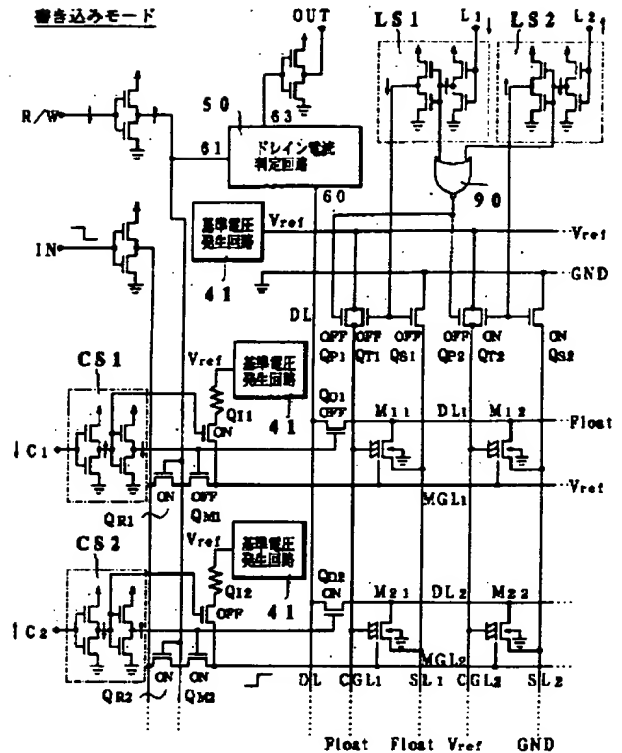 書き込みモード
OUT
LS1 L1 LS2 L2
R/W
50
63
61
ドレイン電流
判定回路
60
90
基準電圧
発生回路
Vref
Vref
IN
41
GND
DL
OFF OFF OFF OFF ON ON
QP1 QT1 QS1 QP2 QT2 QS2
CS1
Vref
基準電圧
発生回路
QI1
ON
41
QD1
OFF
M11 DL1 M12
Float
C1
ON OFF
QR1 QM1
MGL1
Vref
CS2
Vref
基準電圧
発生回路
QI2
OFF
41
QD2
ON
M21 DL2 M22
C2
ON ON
QR2 QM2
MGL2
DL CGL1 SL1 CGL2 SL2
Float Float Vref GND